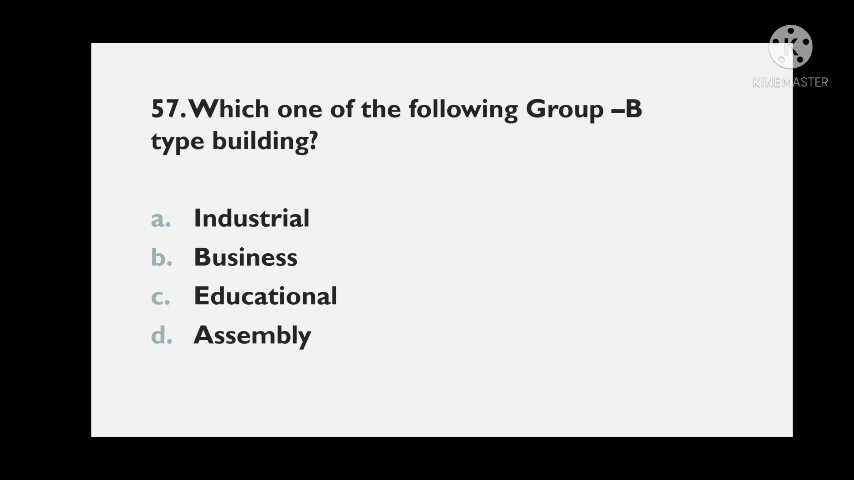 KINEMASTER
57.Which one of the following Group –B
type building?
a. Industrial
b. Business
c. Educational
d. Assembly